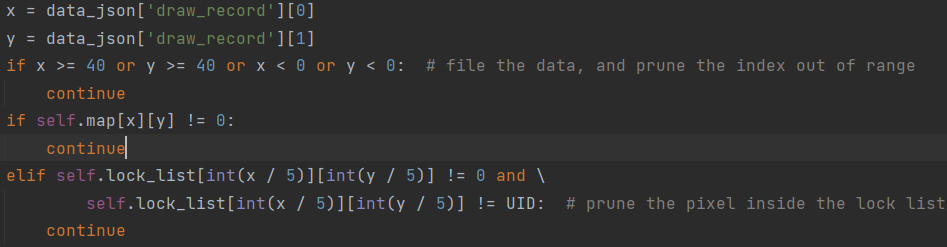 x = data_json['draw_record'][0]
y = data_json['draw_record'][1]
if x >= 40 or y >= 40 or x < 0 or y < 0:  # file the data, and prune the index out of range
    continue
if self.map[x][y] != 0:
    continue
elif self.lock_list[int(x / 5)][int(y / 5)] != 0 and \
        self.lock_list[int(x / 5)][int(y / 5)] != UID:  # prune the pixel inside the lock list
    continue